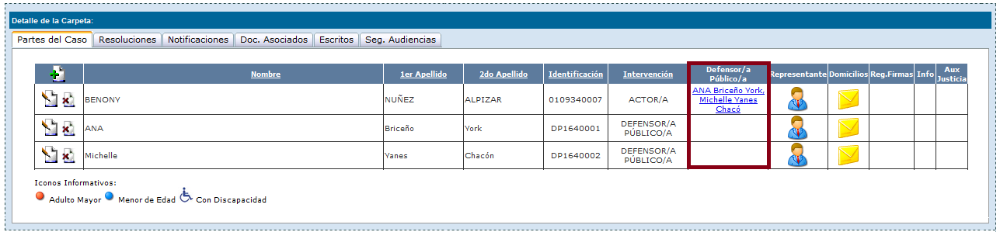 Detalle de la Carpeta:
Partes del Caso Resoluciones Notificaciones Doc. Asociados Escritos Seg. Audiencias
Nombre 1er Apellido 2do Apellido Identificación Intervención Defensor/a Público/a Representante Domicilios Reg.Firmas Info Aux Justicia
BENONY NUÑEZ ALPIZAR 0109340007 ACTOR/A ANA Briceño York, Michelle Yanes Chacó
ANA Briceño York DP1640001 DEFENSOR/A PÚBLICO/A
Michelle Yanes Chacón DP1640002 DEFENSOR/A PÚBLICO/A
Iconos Informativos:
Adulto Mayor Menor de Edad Con Discapacidad